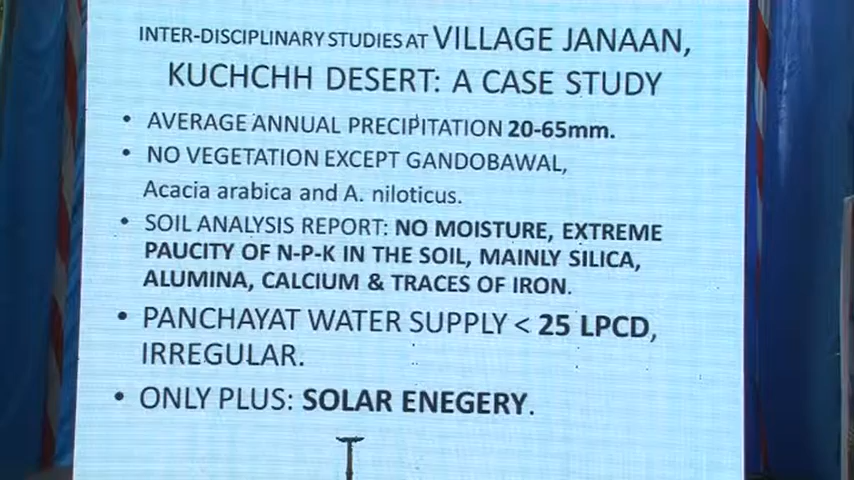 INTER-DISCIPLINARY STUDIES AT VILLAGE JANAAN,
KUCHCHH DESERT: A CASE STUDY
• AVERAGE ANNUAL PRECIPITATION 20-65mm.
• NO VEGETATION EXCEPT GANDOBAWAL,
Acacia arabica and A. niloticus.
• SOIL ANALYSIS REPORT: NO MOISTURE, EXTREME
PAUCITY OF N-P-K IN THE SOIL, MAINLY SILICA,
ALUMINA, CALCIUM & TRACES OF IRON.
• PANCHAYAT WATER SUPPLY < 25 LPCD,
IRREGULAR.
• ONLY PLUS: SOLAR ENEGERY.